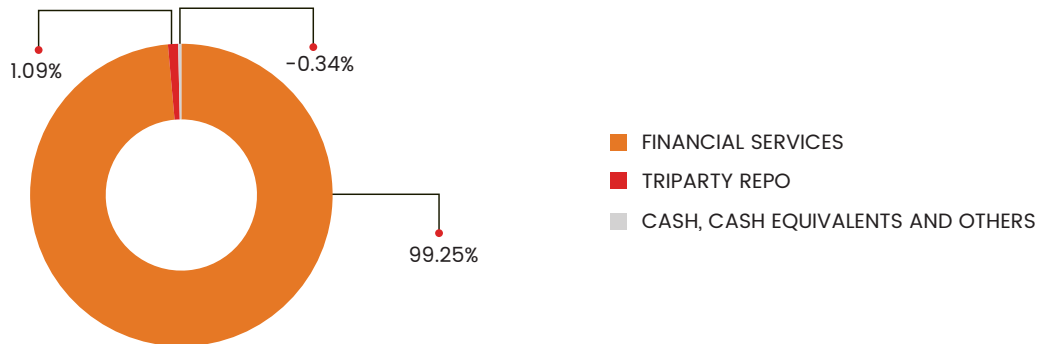 1.09%
-0.34%
99.25%
FINANCIAL SERVICES
TRIPARTY REPO
CASH, CASH EQUIVALENTS AND OTHERS